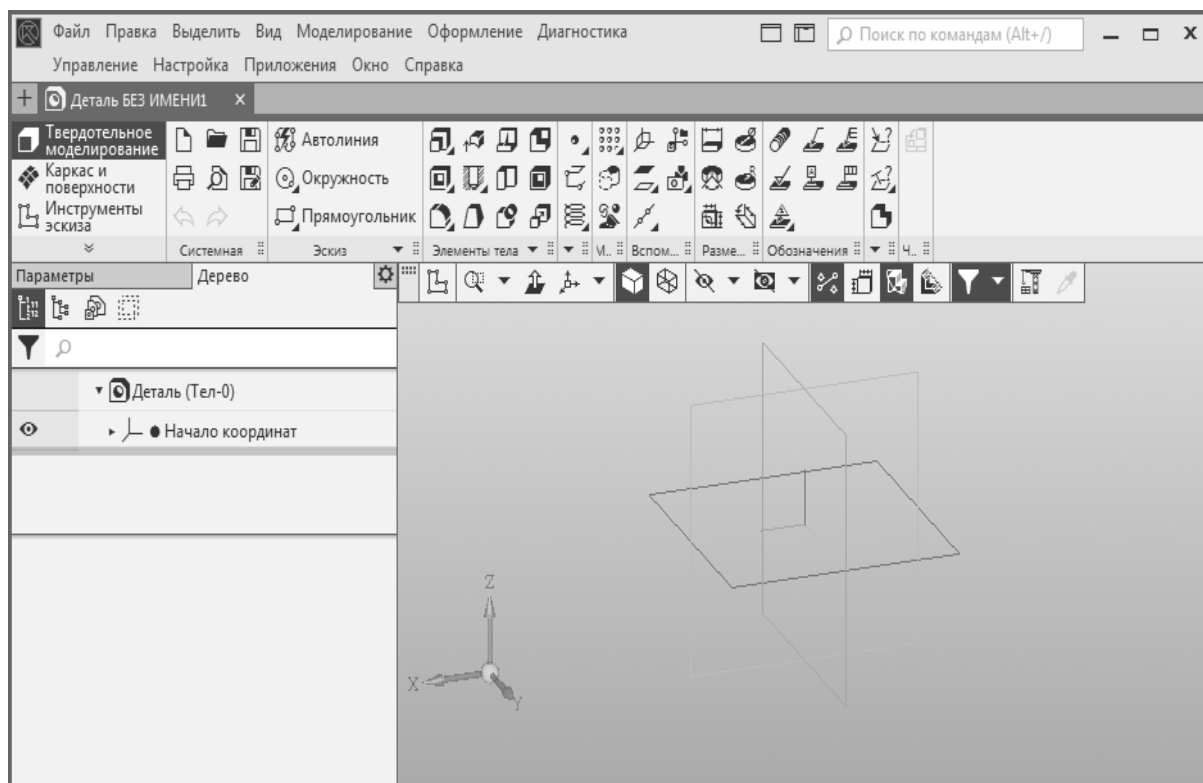 Файл Правка Выделить Вид Моделирование Оформление Диагностика
Поиск по командам (Alt+/)
Управление Настройка Приложения Окно Справка
Деталь БЕЗ ИМЕНИ1
Твердотельное
моделирование
Автолиния
Каркас и
поверхности
Окружность
Инструменты
эскиза
Прямоугольник
Системная Эскиз Элементы тела И... Вспом... Разме... Обозначения Ч...
Параметры Дерево
Деталь (Тел-0)
Начало координат
Z
X
Y